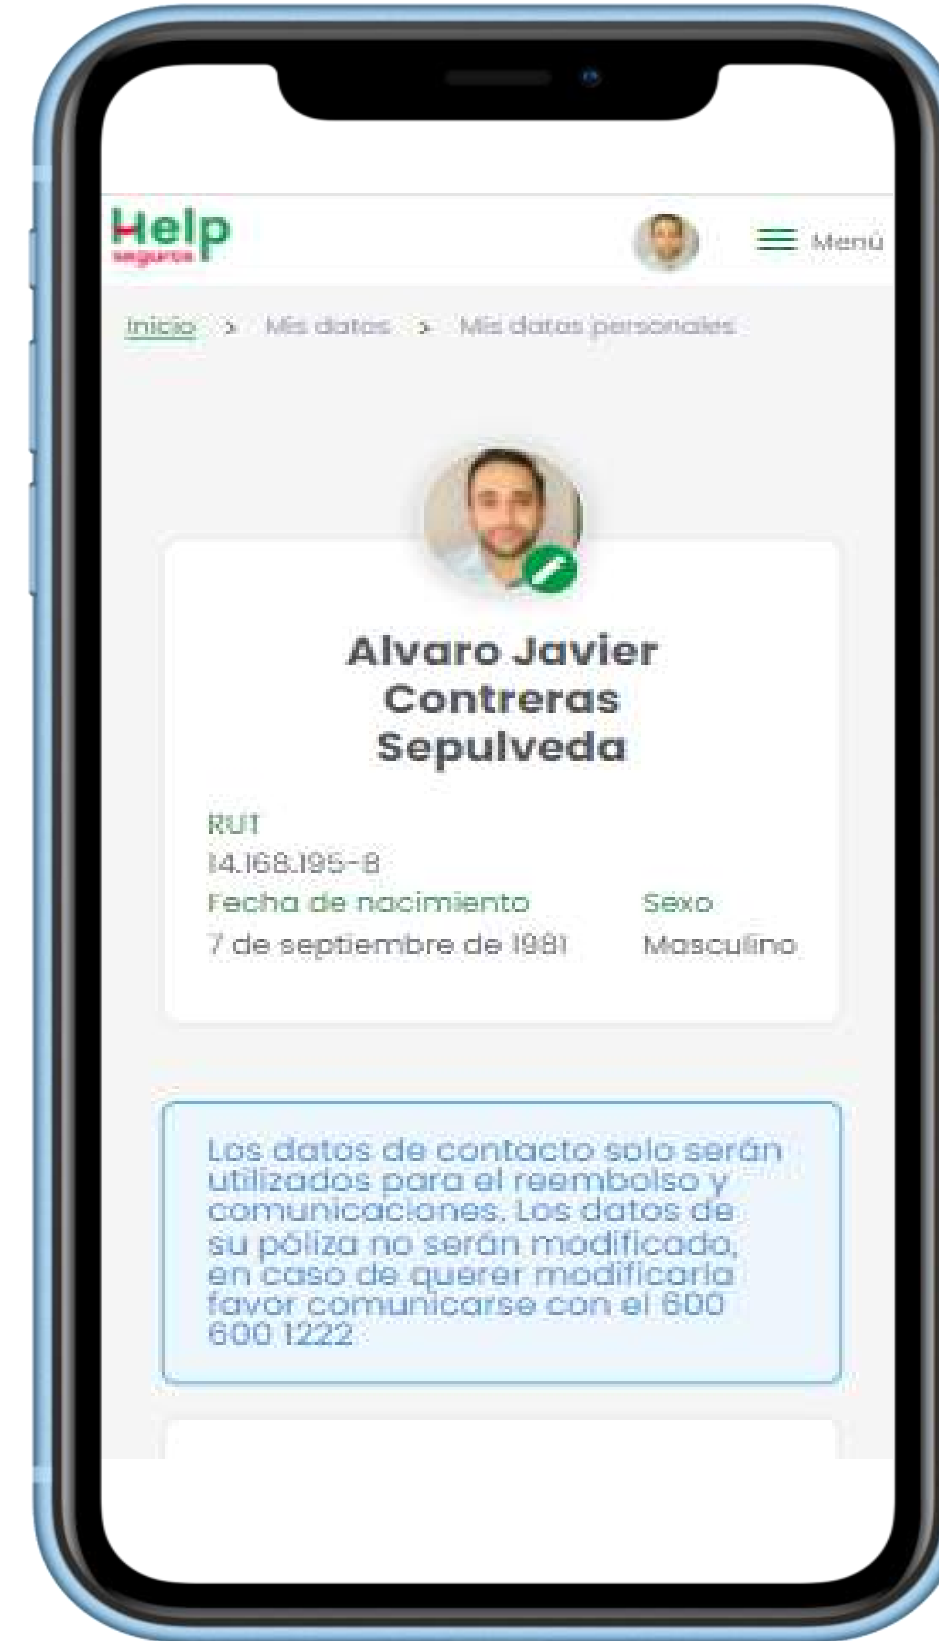 Help
seguros
Menú
Inicio > Mis datos > Mis datos personales
Alvaro Javier
Contreras
Sepulveda
RUT
14.168.195-8
Fecha de nacimiento Sexo
7 de septiembre de 1981 Masculino
Los datos de contacto solo serán
utilizados para el reembolso y
comunicaciones. Los datos de
su póliza no serán modificado,
en caso de querer modificarla
favor comunicarse con el 600
600 1222